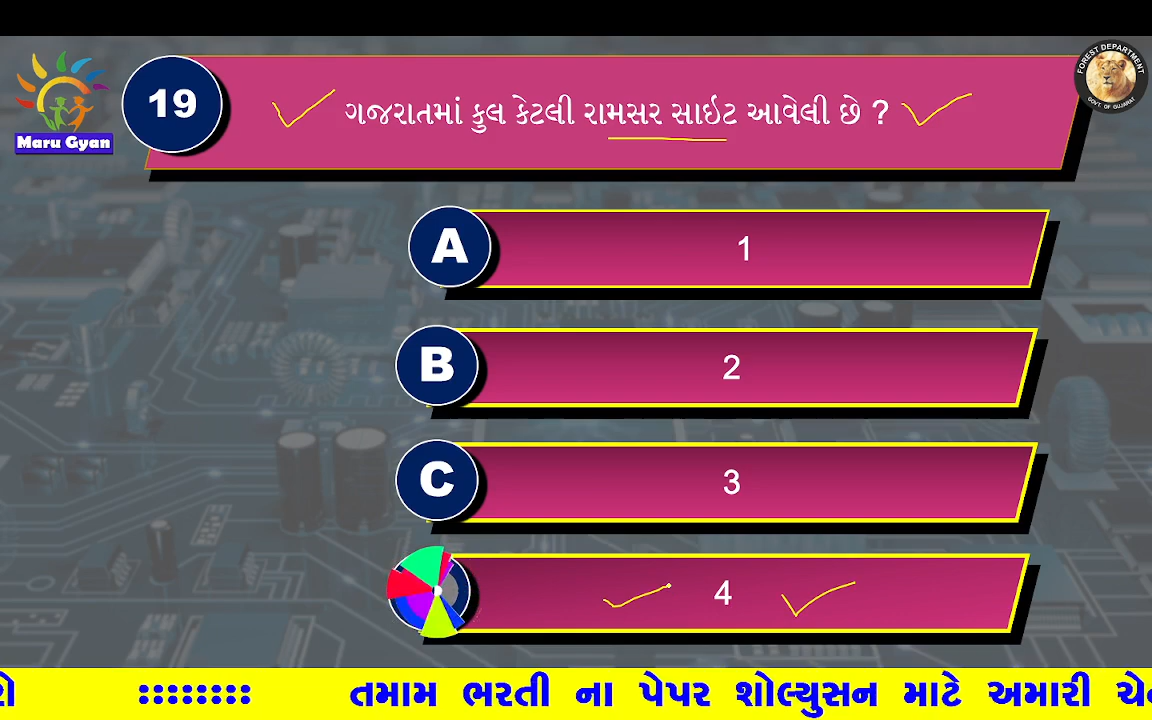 19
ગજરાતમાં કુલ કેટલી રામસર સાઇટ આવેલી છે ?
FOREST DEPARTMENT
GOVT. OF GUJARAT
Maru Gyan
A
1
B
2
C
3
4
:::::::: તમામ ભરતી ના પેપર શોલ્યુસન માટે અમારી